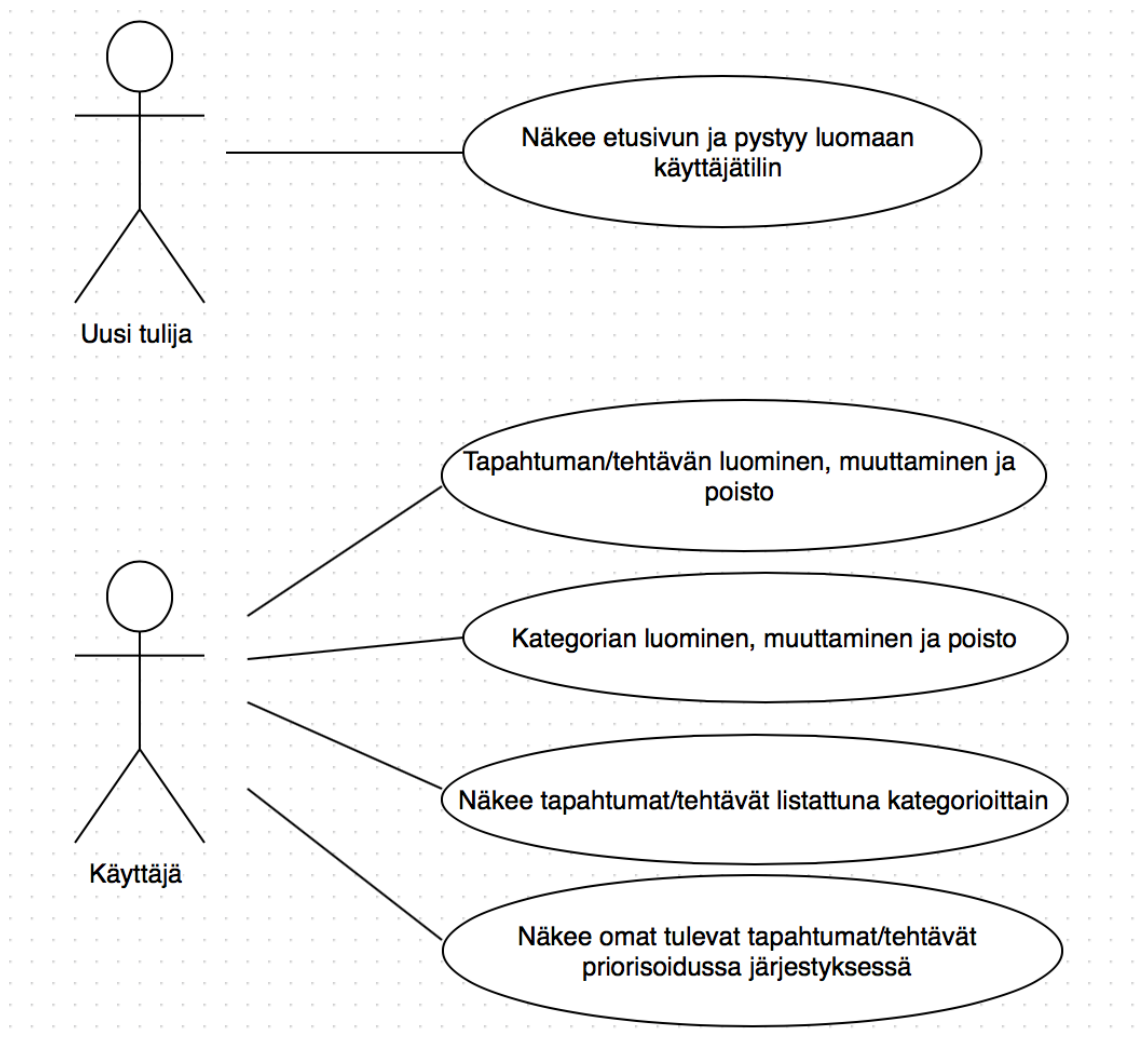 Näkee etusivun ja pystyy luomaan
käyttäjätilin
Uusi tulija
Tapahtuman/tehtävän luominen, muuttaminen ja
poisto
Kategorian luominen, muuttaminen ja poisto
Näkee tapahtumat/tehtävät listattuna kategorioittain
Käyttäjä
Näkee omat tulevat tapahtumat/tehtävät
priorisoidussa järjestyksessä